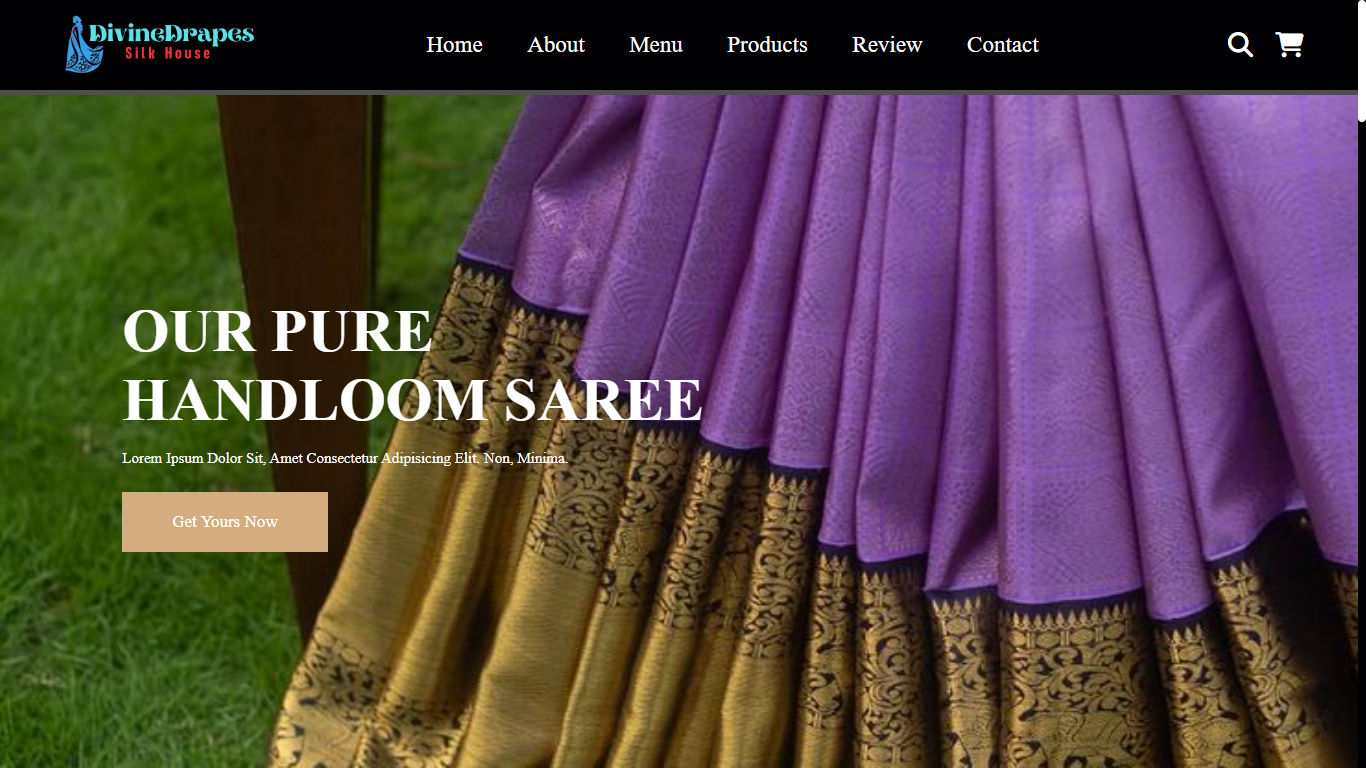 DivineDrapes
Silk House
Home About Menu Products Review Contact
OUR PURE
HANDLOOM SAREE
Lorem Ipsum Dolor Sit, Amet Consectetur Adipisicing Elit. Non, Minima.
Get Yours Now